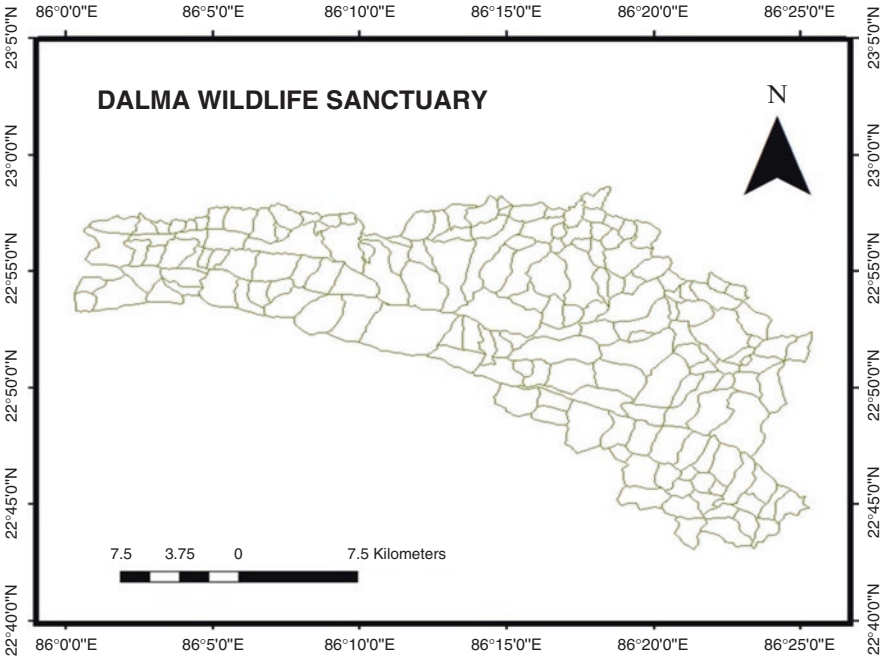 86°0'0"E 86°5'0"E 86°10'0"E 86°15'0"E 86°20'0"E 86°25'0"E
23°5'0"N 23°5'0"N
DALMA WILDLIFE SANCTUARY
N
23°0'0"N 23°0'0"N
22°55'0"N 22°55'0"N
22°50'0"N 22°50'0"N
22°45'0"N 22°45'0"N
7.5 3.75 0 7.5 Kilometers
22°40'0"N 22°40'0"N
86°0'0"E 86°5'0"E 86°10'0"E 86°15'0"E 86°20'0"E 86°25'0"E